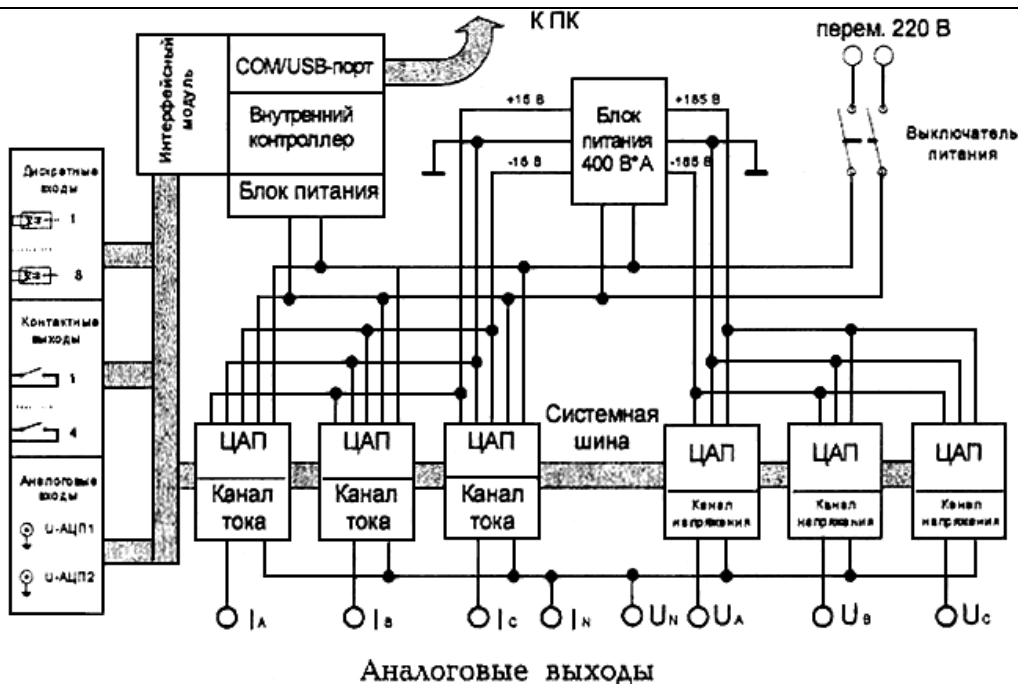 К ПК
перем. 220 В
Интерфейсный
модуль
COM/USB-порт
Внутренний
контроллер
Блок питания
+15 В
-15 В
Блок
питания
400 В*А
+185 В
-185 В
Выключатель
питания
Дискретные
входы
1
8
Контактные
выходы
1
4
Аналоговые
входы
U-АЦП1
U-АЦП2
Системная
шина
ЦАП
Канал
тока
ЦАП
Канал
тока
ЦАП
Канал
тока
ЦАП
Канал
напряжения
ЦАП
Канал
напряжения
ЦАП
Канал
напряжения
IA
IB
IC
IN
UN
UA
UB
UC
Аналоговые выходы